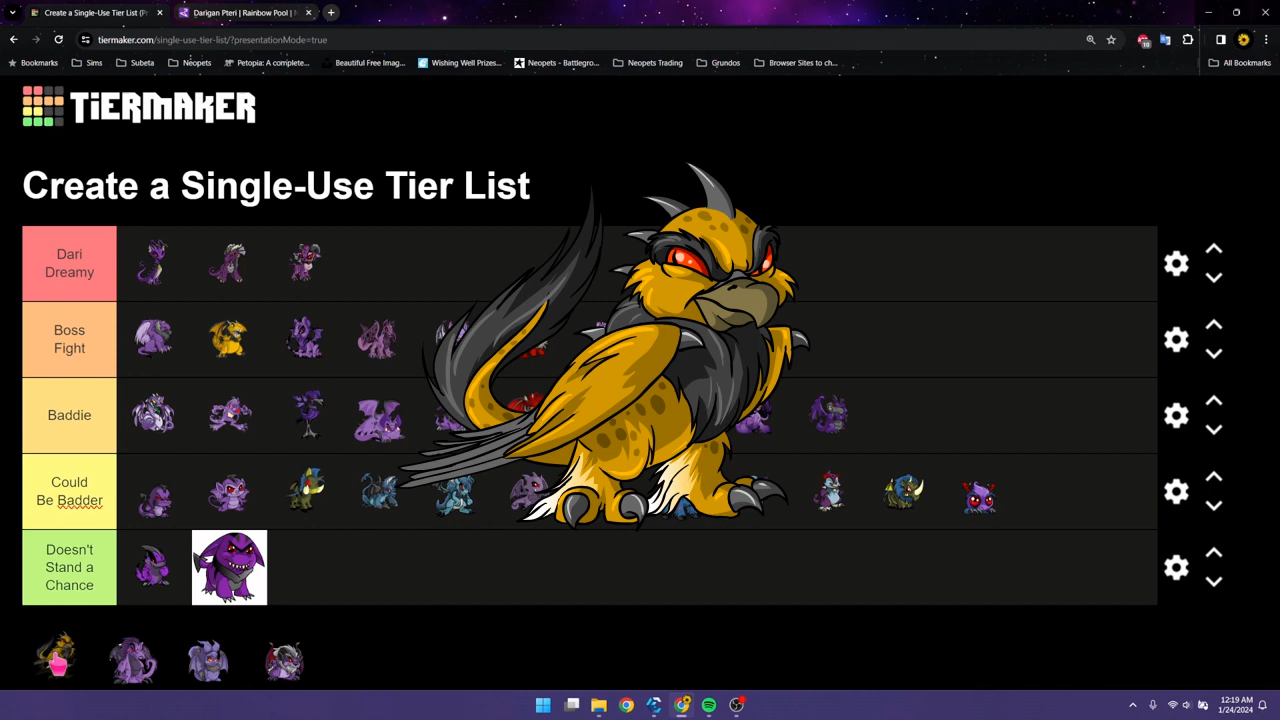 Create a Single-Use Tier List (P
Darigan Pteri | Rainbow Pool | N
tiermaker.com/single-use-tier-list/?presentationMode=true
10
Bookmarks Sims Subeta Neopets Petopia: A complete... Beautiful Free Imag... Wishing Well Prizes... Neopets - Battlegro... Neopets Trading Grundos Browser Sites to ch... All Bookmarks
TiERMAKER
Create a Single-Use Tier List
Dari
Dreamy
Boss
Fight
Baddie
Could
Be Badder
Doesn't
Stand a
Chance
12:19 AM
1/24/2024